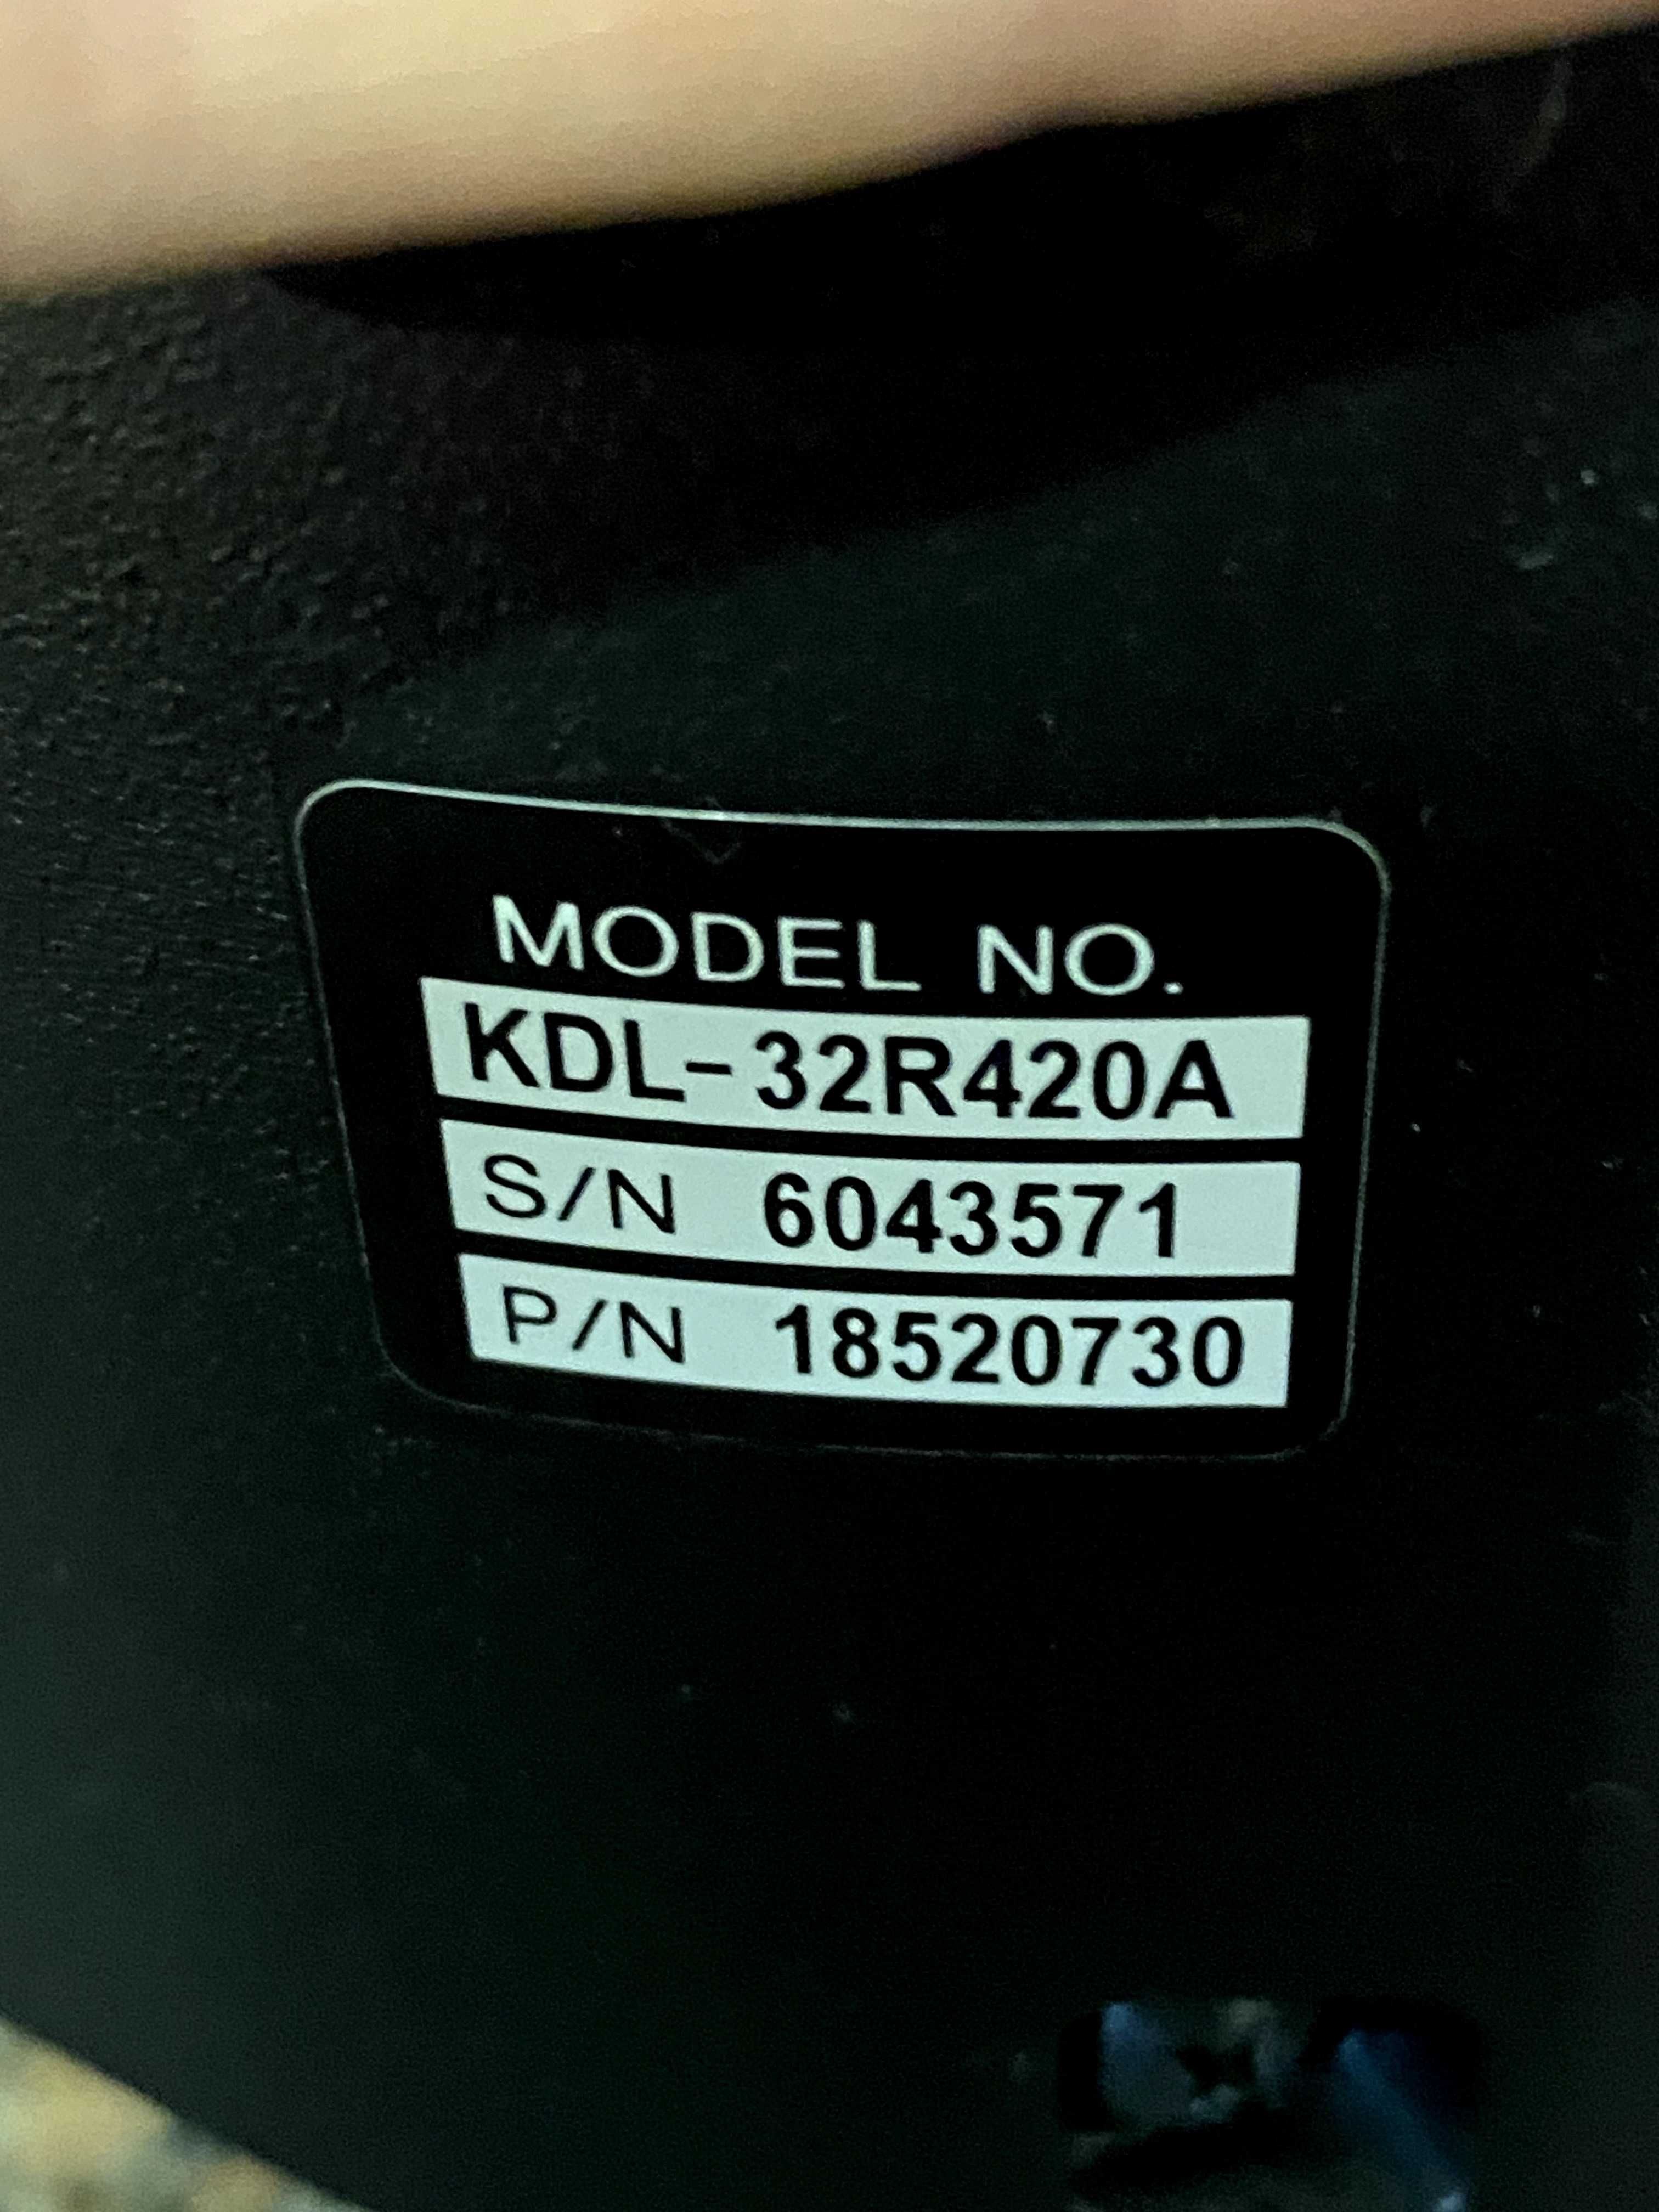 MODEL NO.
KDL-32R420A
S/N 6043571
P/N 18520730